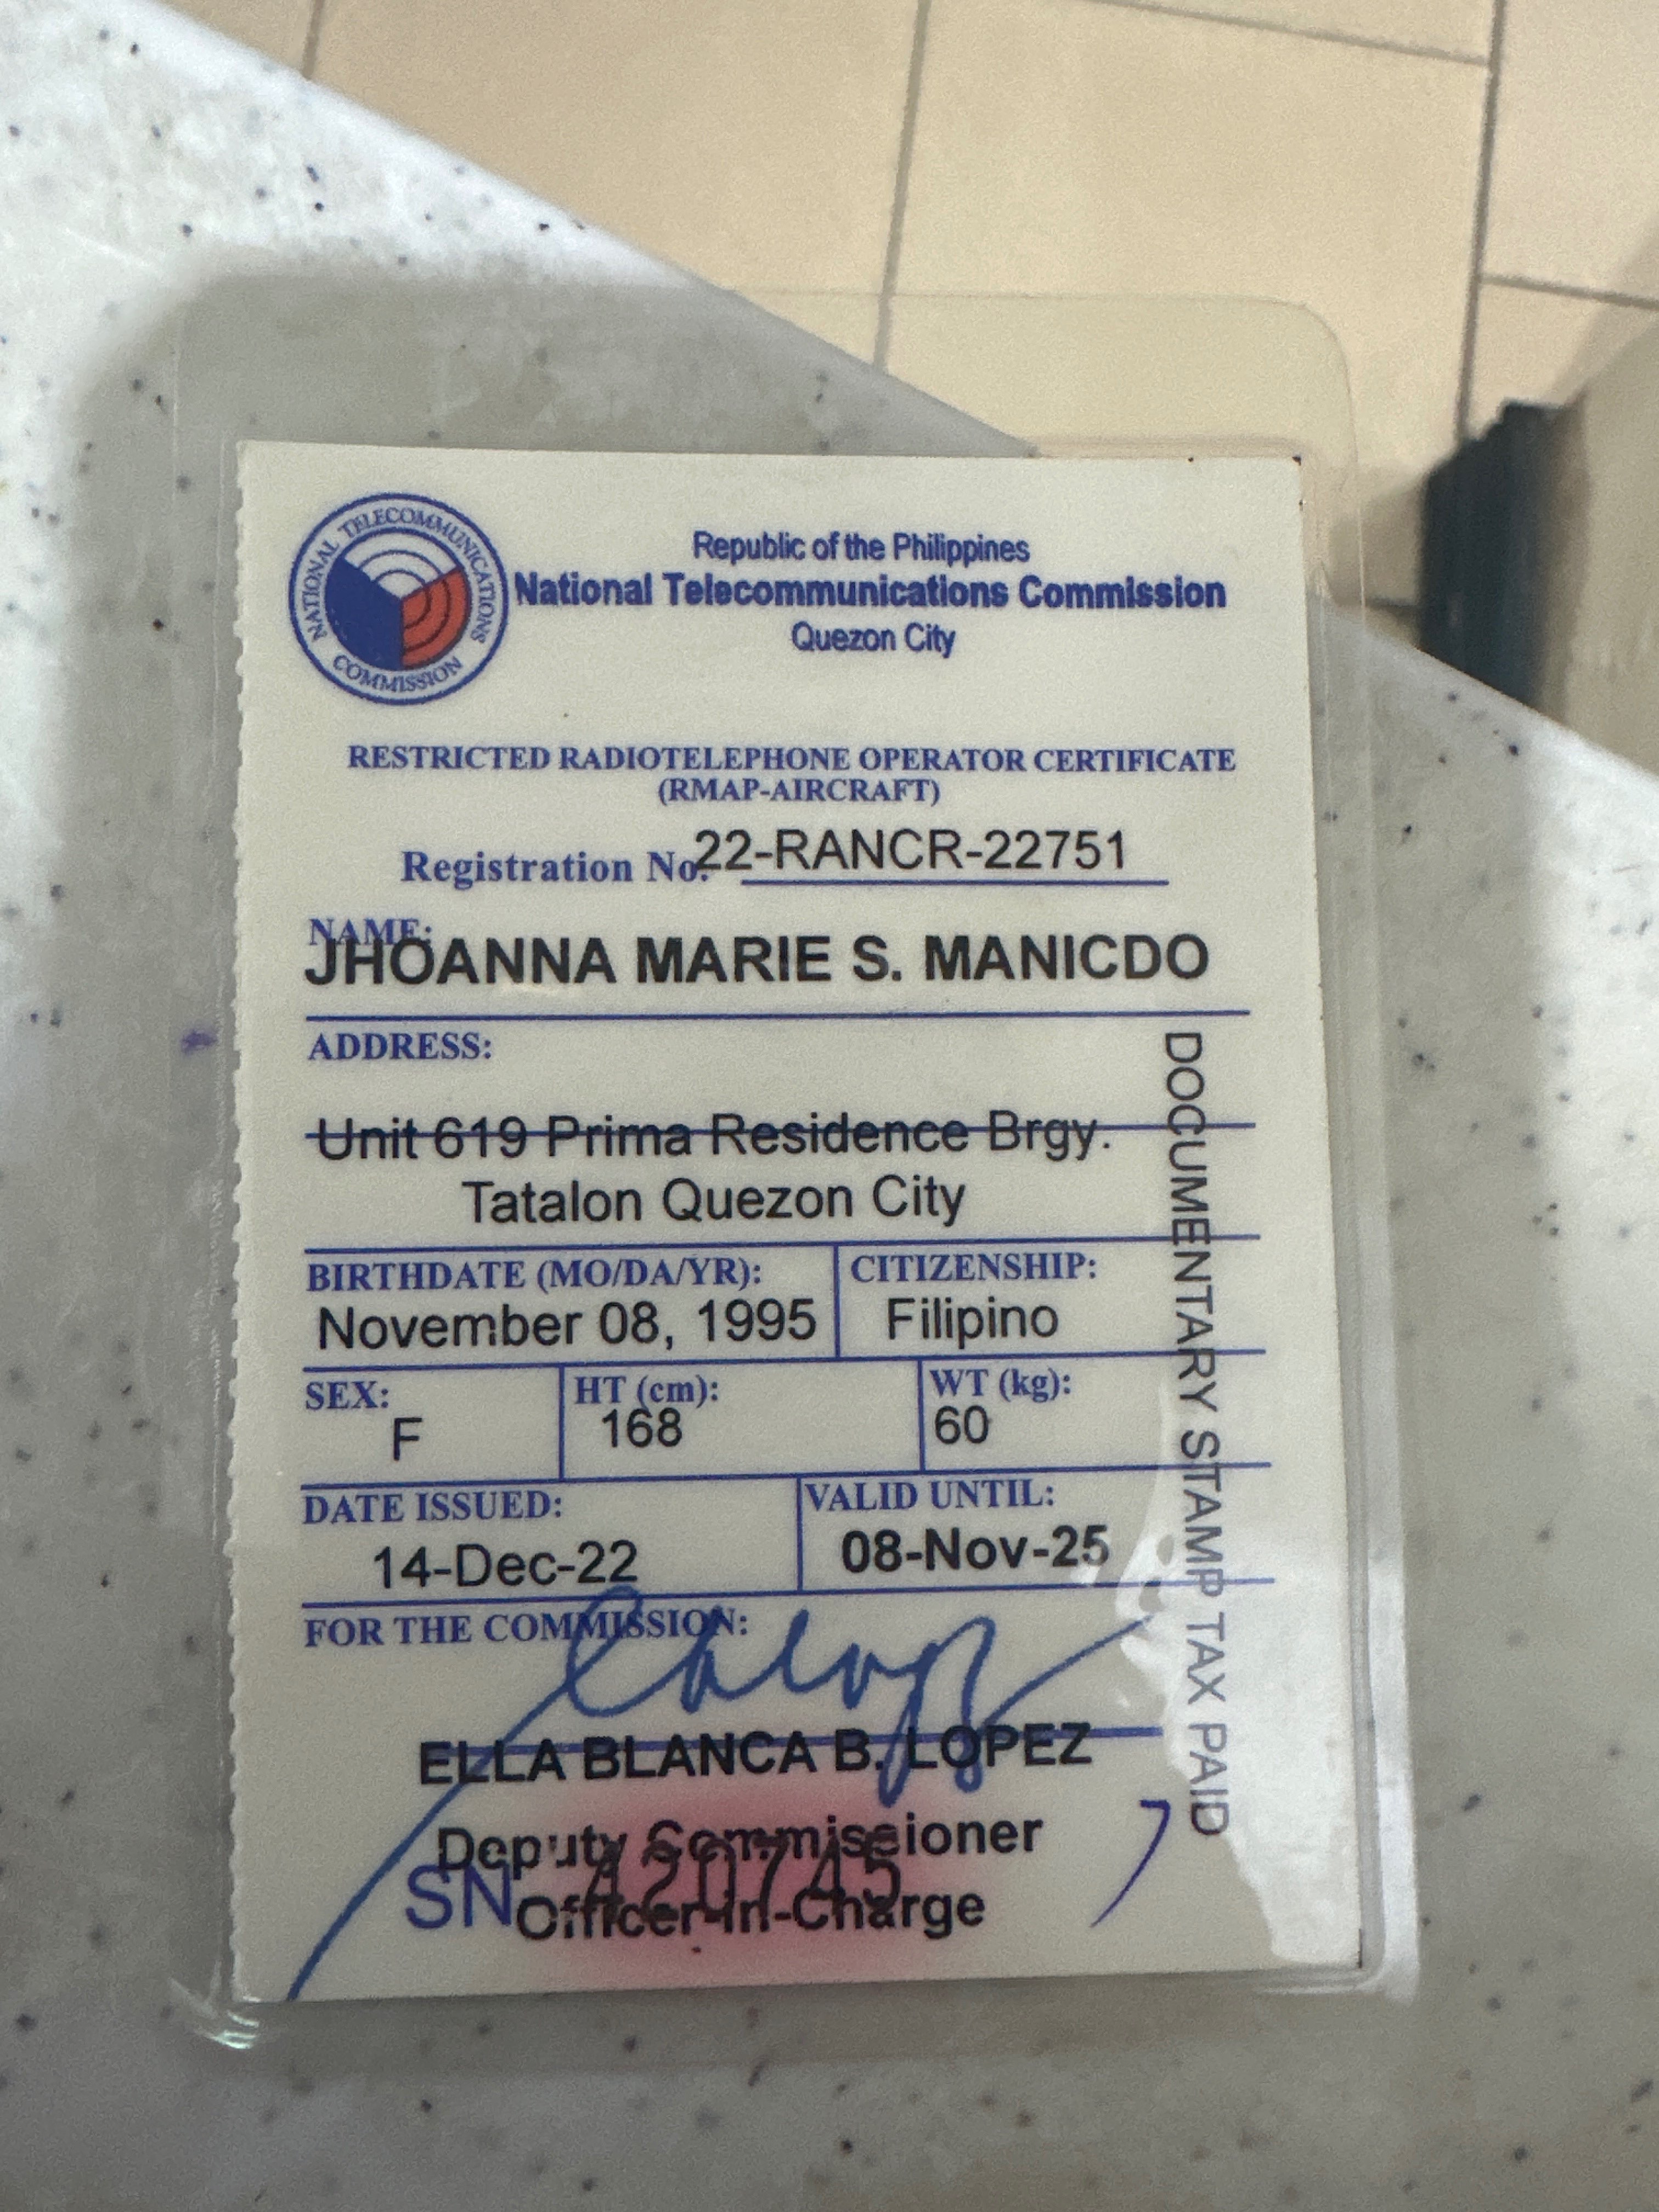 NATIONAL TELECOMMUNICATIONS COMMISSION
Republic of the Philippines
National Telecommunications Commission
Quezon City
RESTRICTED RADIOTELEPHONE OPERATOR CERTIFICATE
(RMAP-AIRCRAFT)
Registration No. 22-RANCR-22751
NAME:
JHOANNA MARIE S. MANICDO
ADDRESS:
Unit 619 Prima Residence Brgy.
Tatalon Quezon City
BIRTHDATE (MO/DA/YR): CITIZENSHIP:
November 08, 1995 Filipino
SEX: HT (cm): WT (kg):
F 168 60
DATE ISSUED: VALID UNTIL:
14-Dec-22 08-Nov-25
FOR THE COMMISSION:
ELLA BLANCA B. LOPEZ
Deputy Commissioner
SN 420745
Officer-in-Charge
DOCUMENTARY STAMP TAX PAID